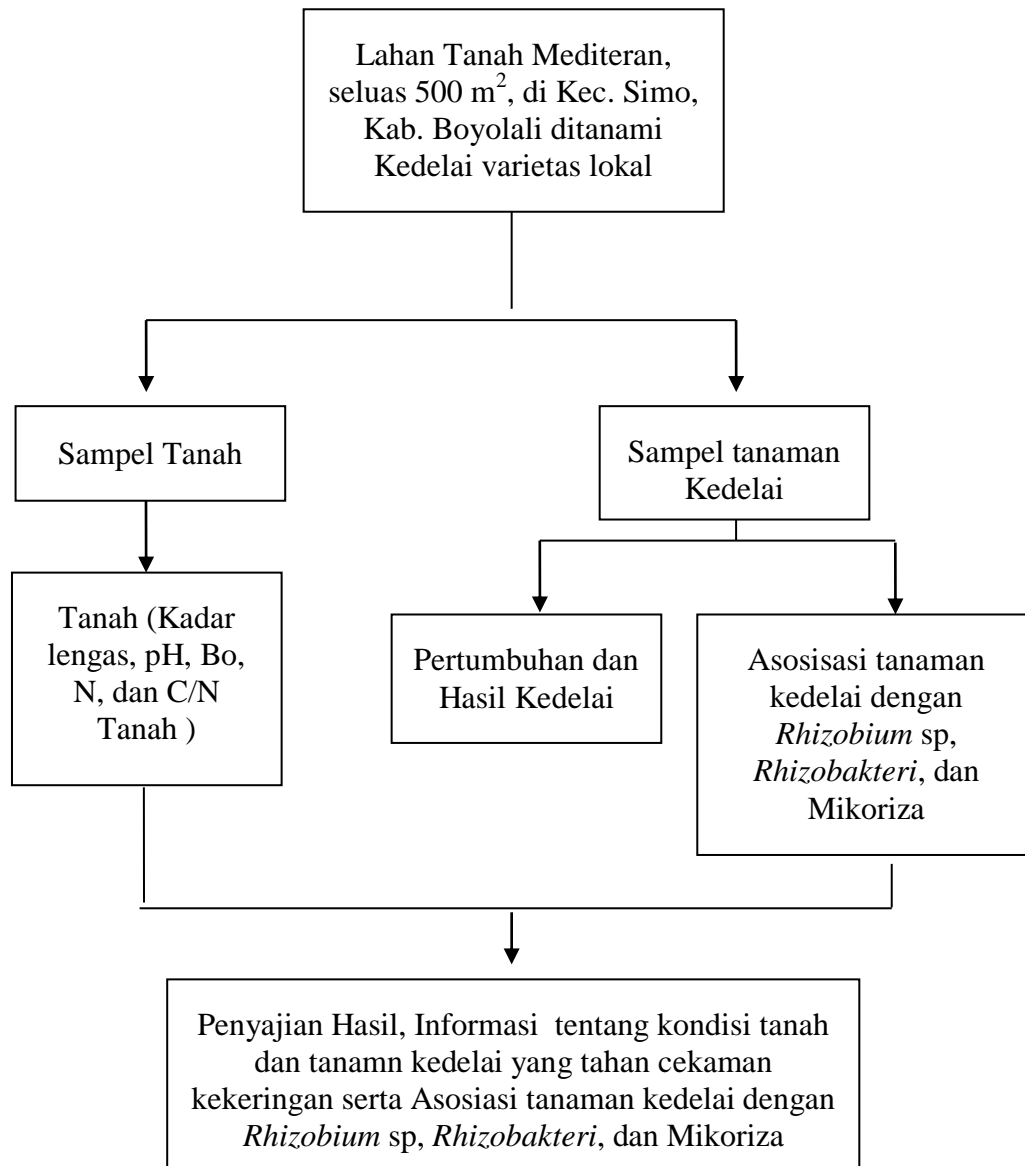 Lahan Tanah Mediteran,
seluas 500 m², di Kec. Simo,
Kab. Boyolali ditanami
Kedelai varietas lokal
Sampel Tanah
Sampel tanaman
Kedelai
Tanah (Kadar
lengas, pH, Bo,
N, dan C/N
Tanah )
Pertumbuhan dan
Hasil Kedelai
Asosisasi tanaman
kedelai dengan
Rhizobium sp,
Rhizobakteri, dan
Mikoriza
Penyajian Hasil, Informasi tentang kondisi tanah
dan tanamn kedelai yang tahan cekaman
kekeringan serta Asosiasi tanaman kedelai dengan
Rhizobium sp, Rhizobakteri, dan Mikoriza